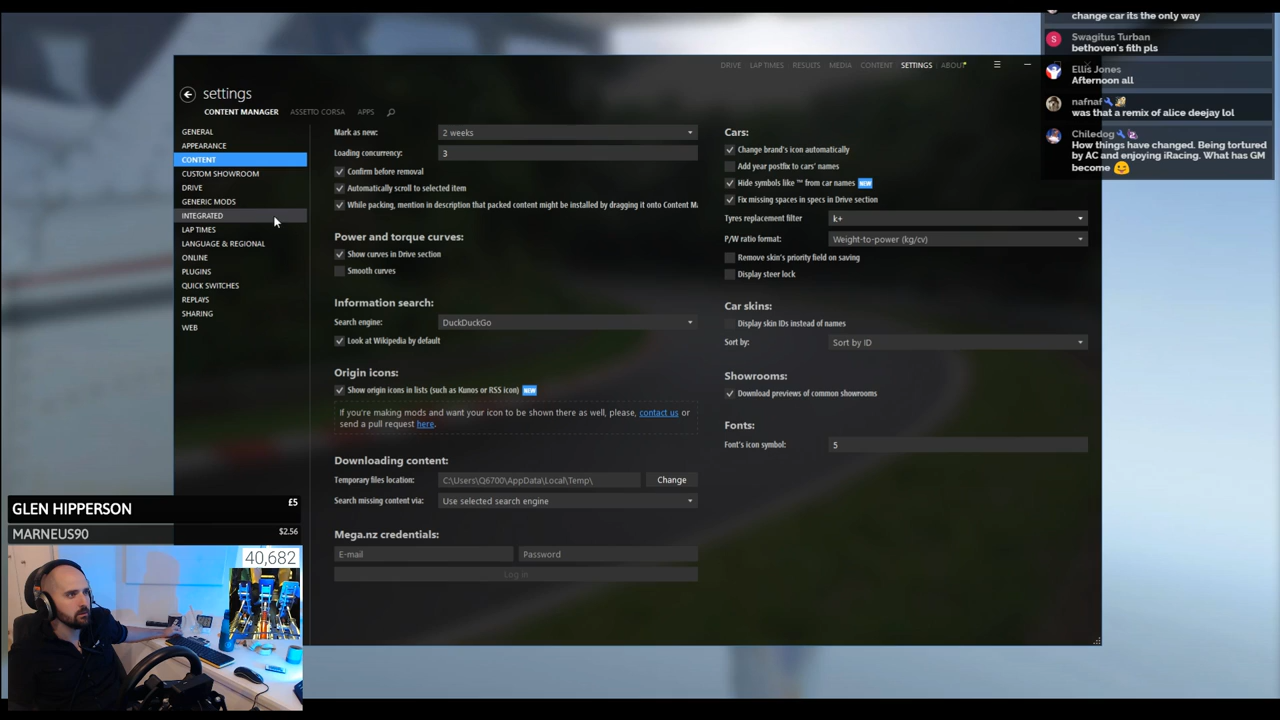 change car its the only way
Swagitus Turban
bethoven's fith pls
Ellis Jones
Afternoon all
nafnaf
was that a remix of alice deejay lol
Chiledog
How things have changed. Being tortured
by AC and enjoying iRacing. What has GM
become
DRIVE LAP TIMES RESULTS MEDIA CONTENT SETTINGS ABOUT
settings
CONTENT MANAGER ASSETTO CORSA APPS
GENERAL
APPEARANCE
CONTENT
CUSTOM SHOWROOM
DRIVE
GENERIC MODS
INTEGRATED
LAP TIMES
LANGUAGE & REGIONAL
ONLINE
PLUGINS
QUICK SWITCHES
REPLAYS
SHARING
WEB
Mark as new: 2 weeks
Loading concurrency: 3
Confirm before removal
Automatically scroll to selected item
While packing, mention in description that packed content might be installed by dragging it onto Content Ma
Power and torque curves:
Show curves in Drive section
Smooth curves
Information search:
Search engine: DuckDuckGo
Look at Wikipedia by default
Origin icons:
Show origin icons in lists (such as Kunos or RSS icon) NEW
If you're making mods and want your icon to be shown there as well, please, contact us or
send a pull request here.
Downloading content:
Temporary files location: C:\Users\Q6700\AppData\Local\Temp\ Change
Search missing content via: Use selected search engine
Mega.nz credentials:
E-mail Password
Log in
Cars:
Change brand's icon automatically
Add year postfix to cars' names
Hide symbols like ™ from car names NEW
Fix missing spaces in specs in Drive section
Tyres replacement filter k+
P/W ratio format: Weight-to-power (kg/cv)
Remove skin's priority field on saving
Display steer lock
Car skins:
Display skin IDs instead of names
Sort by: Sort by ID
Showrooms:
Download previews of common showrooms
Fonts:
Font's icon symbol: 5
GLEN HIPPERSON £5
MARNEUS90 $2.56
40,682